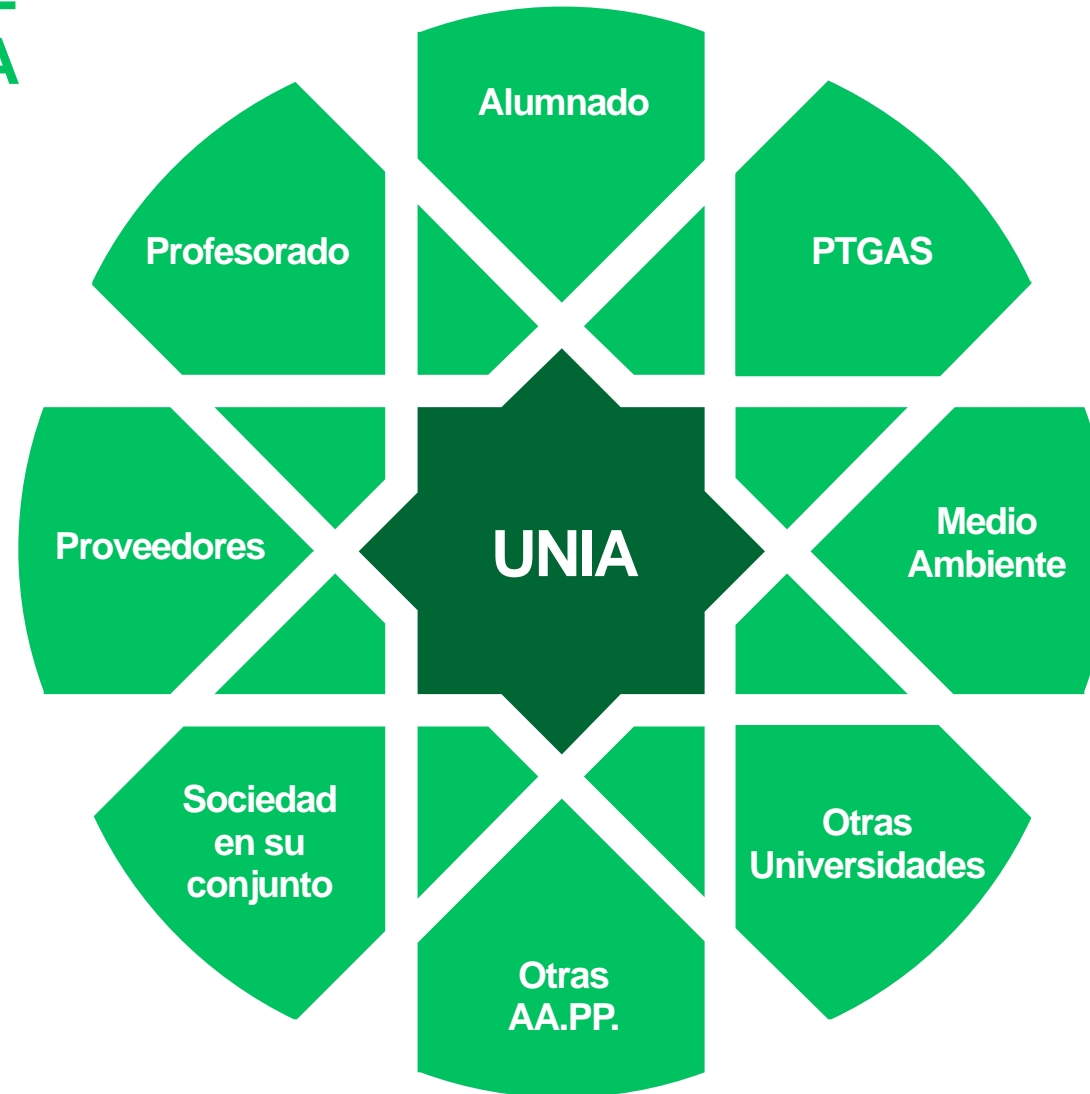 A
Alumnado
Profesorado
PTGAS
Proveedores
UNIA
Medio
Ambiente
Sociedad
en su
conjunto
Otras
Universidades
Otras
AA.PP.